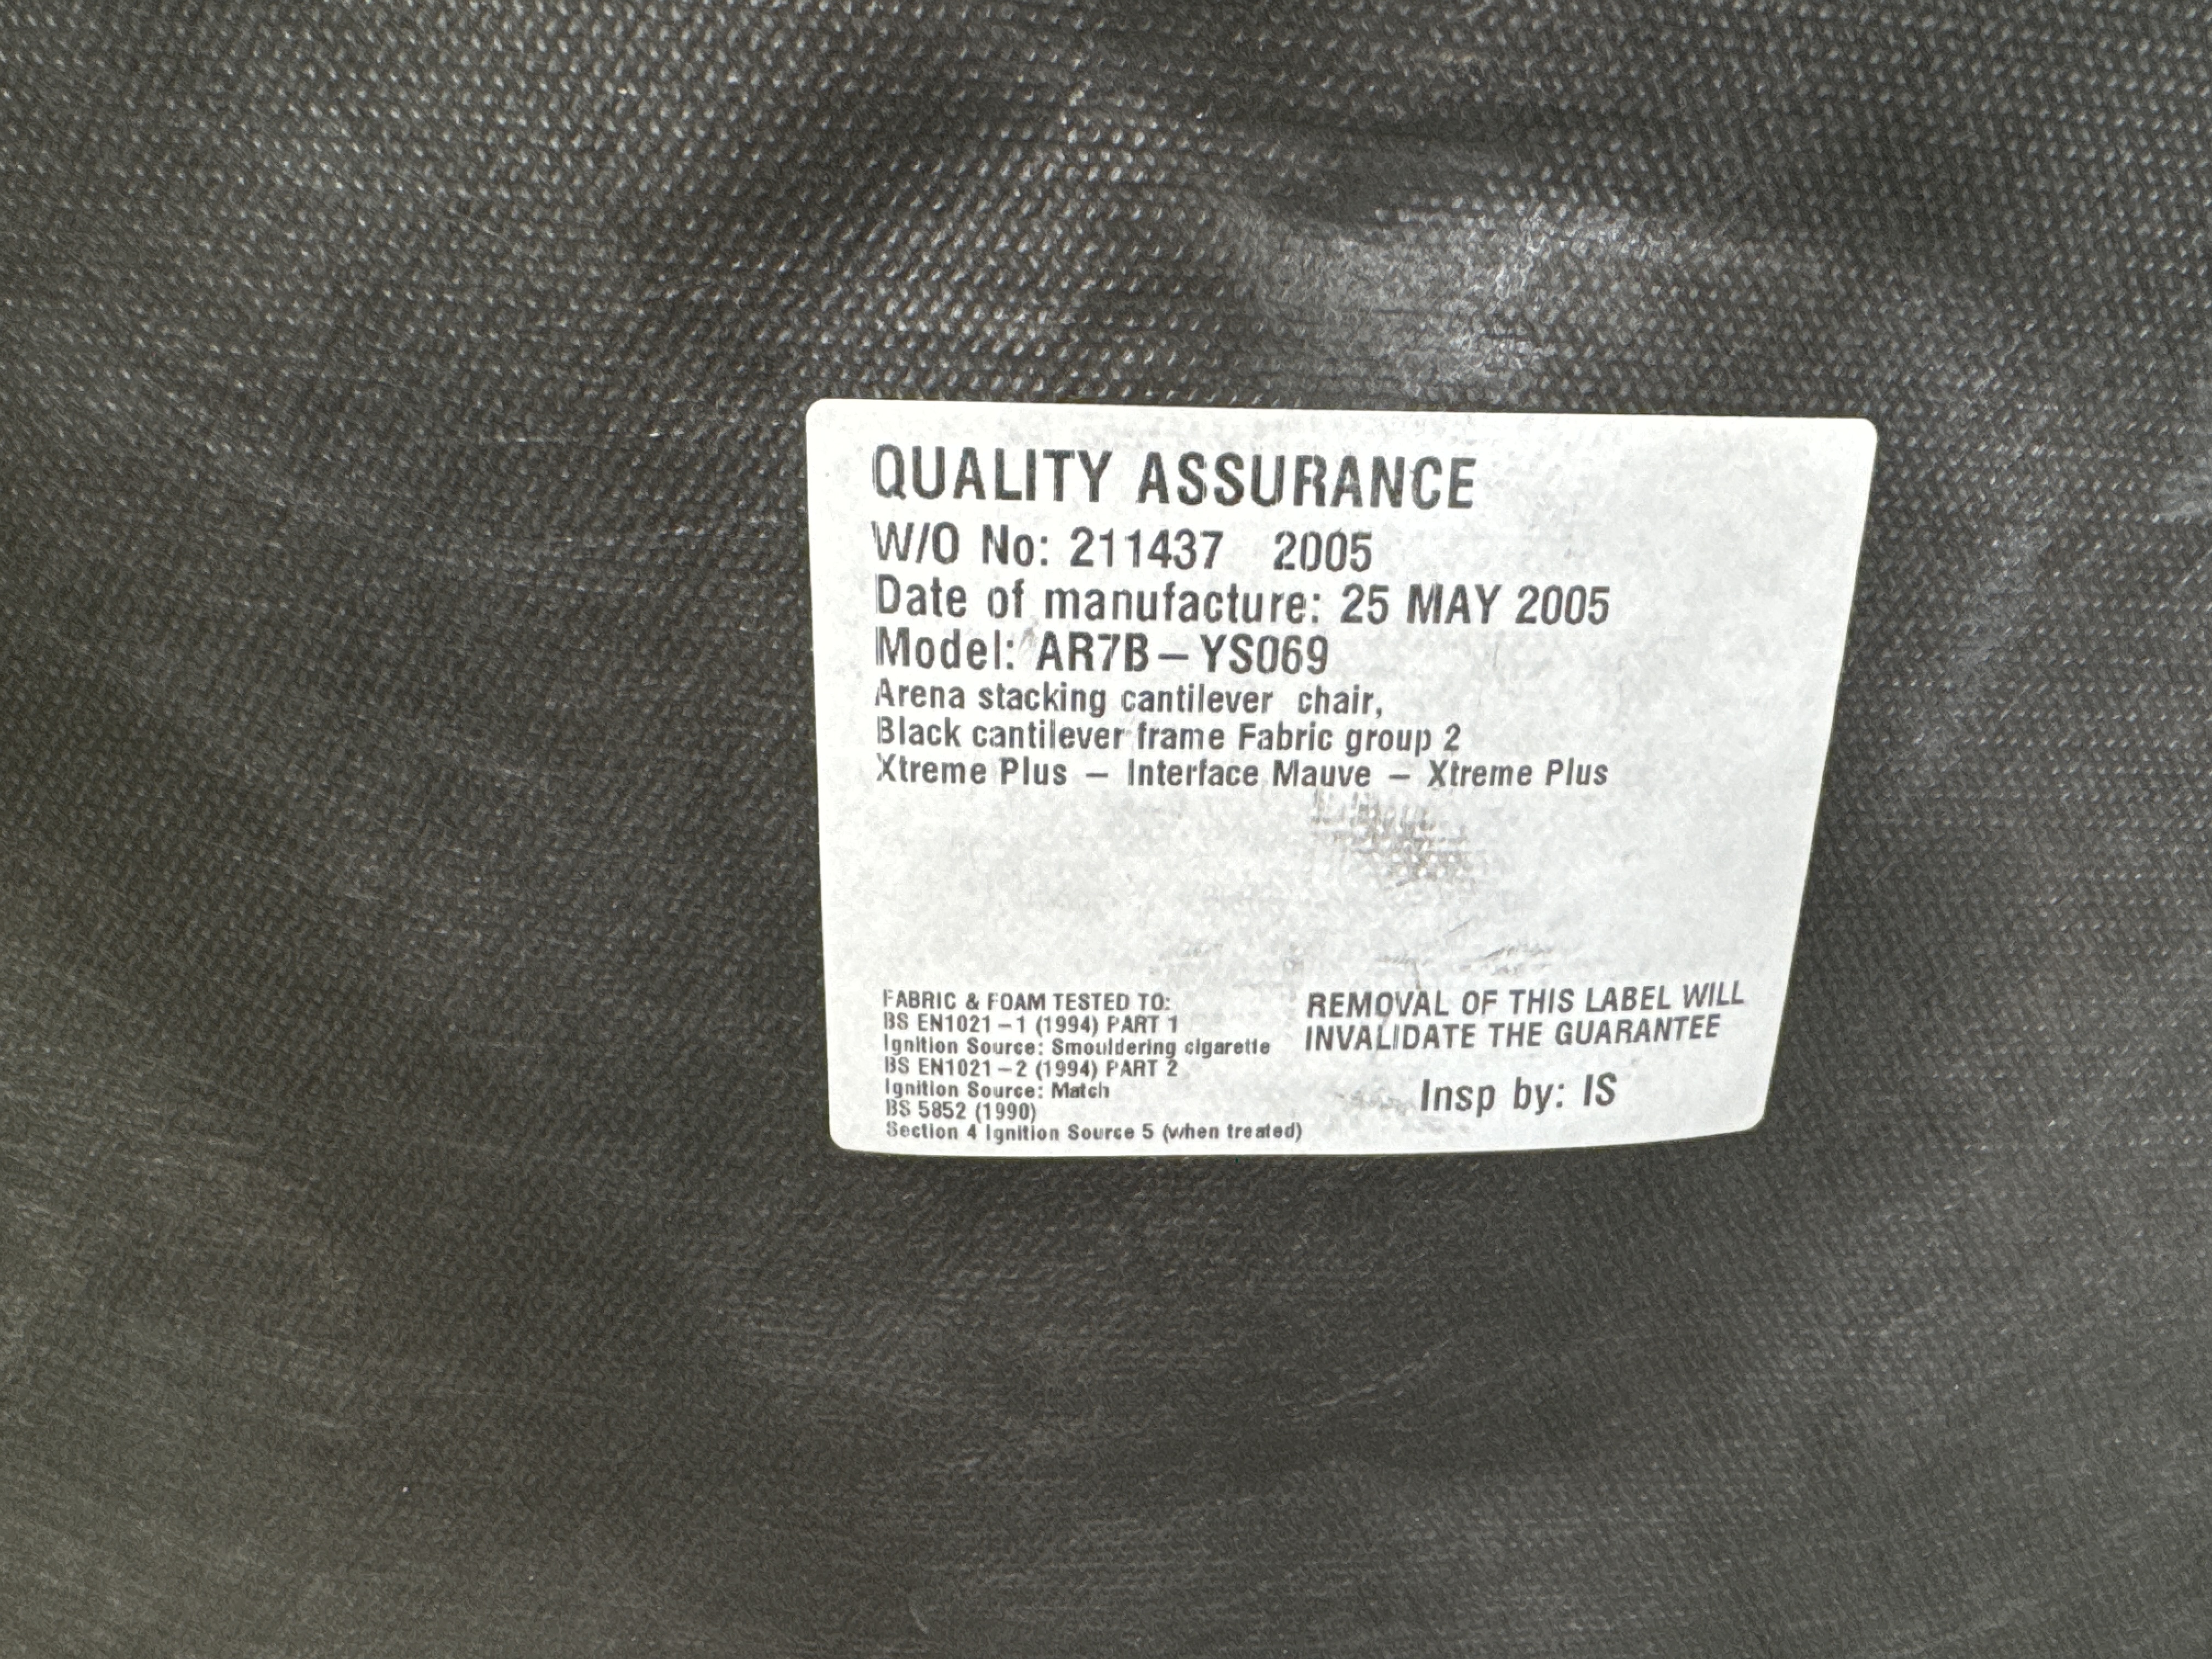 QUALITY ASSURANCE
W/O No: 211437 2005
Date of manufacture: 25 MAY 2005
Model: AR7B – YS069
Arena stacking cantilever chair,
Black cantilever frame Fabric group 2
Xtreme Plus – Interface Mauve – Xtreme Plus
FABRIC & FOAM TESTED TO:
BS EN1021 – 1 (1994) PART 1
Ignition Source: Smouldering cigarette
BS EN1021 – 2 (1994) PART 2
Ignition Source: Match
BS 5852 (1990)
Section 4 Ignition Source 5 (when treated)
REMOVAL OF THIS LABEL WILL
INVALIDATE THE GUARANTEE
Insp by: IS